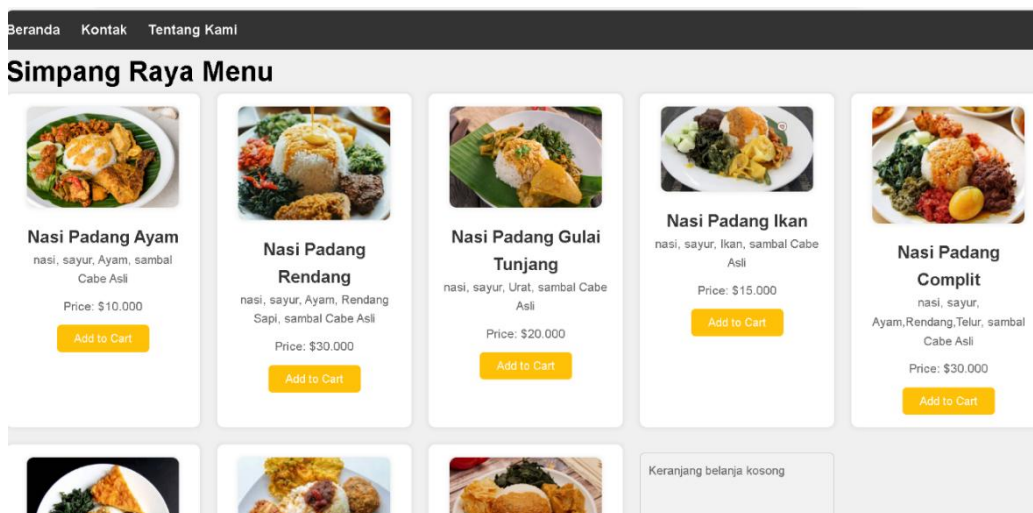 Beranda Kontak Tentang Kami
Simpang Raya Menu
Nasi Padang Ayam
nasi, sayur, Ayam, sambal
Cabe Asli
Price: $10.000
Add to Cart
Nasi Padang
Rendang
nasi, sayur, Ayam, Rendang
Sapi, sambal Cabe Asli
Price: $30.000
Add to Cart
Nasi Padang Gulai
Tunjang
nasi, sayur, Urat, sambal Cabe
Asli
Price: $20.000
Add to Cart
Nasi Padang Ikan
nasi, sayur, Ikan, sambal Cabe
Asli
Price: $15.000
Add to Cart
Nasi Padang
Complit
nasi, sayur,
Ayam,Rendang,Telur, sambal
Cabe Asli
Price: $30.000
Add to Cart
Keranjang belanja kosong